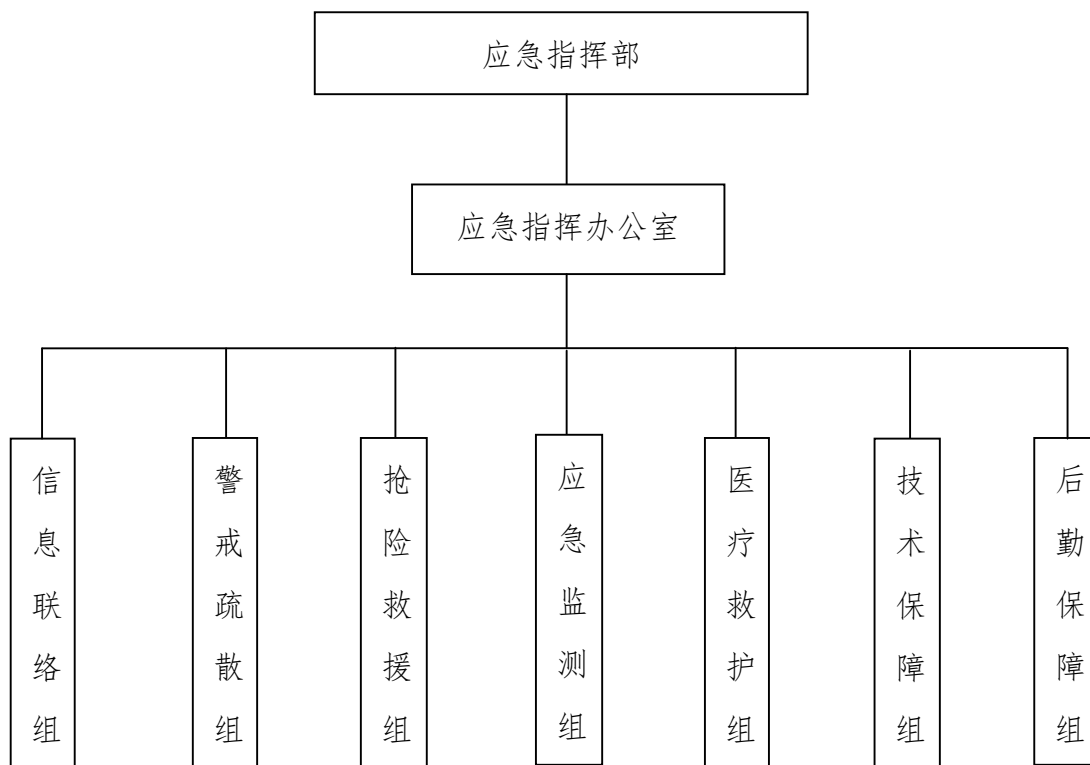 应急指挥部
应急指挥办公室
信息联络组
警戒疏散组
抢险救援组
应急监测组
医疗救护组
技术保障组
后勤保障组